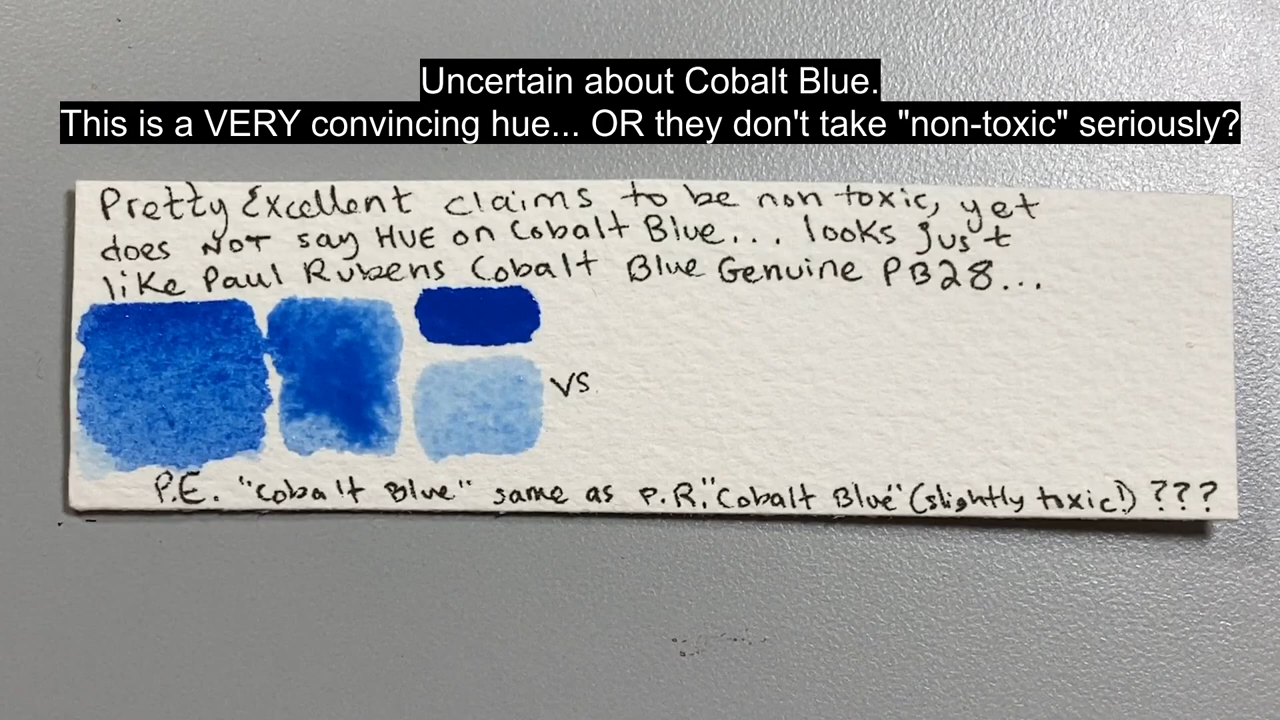 Uncertain about Cobalt Blue.
This is a VERY convincing hue... OR they don't take "non-toxic" seriously?
Pretty Excellent claims to be non toxic, yet
does NOT say HUE on Cobalt Blue... looks just
like Paul Rubens Cobalt Blue Genuine PB28...
vs
P.E. "Cobalt Blue" same as P.R. "Cobalt Blue" (slightly toxic!) ???